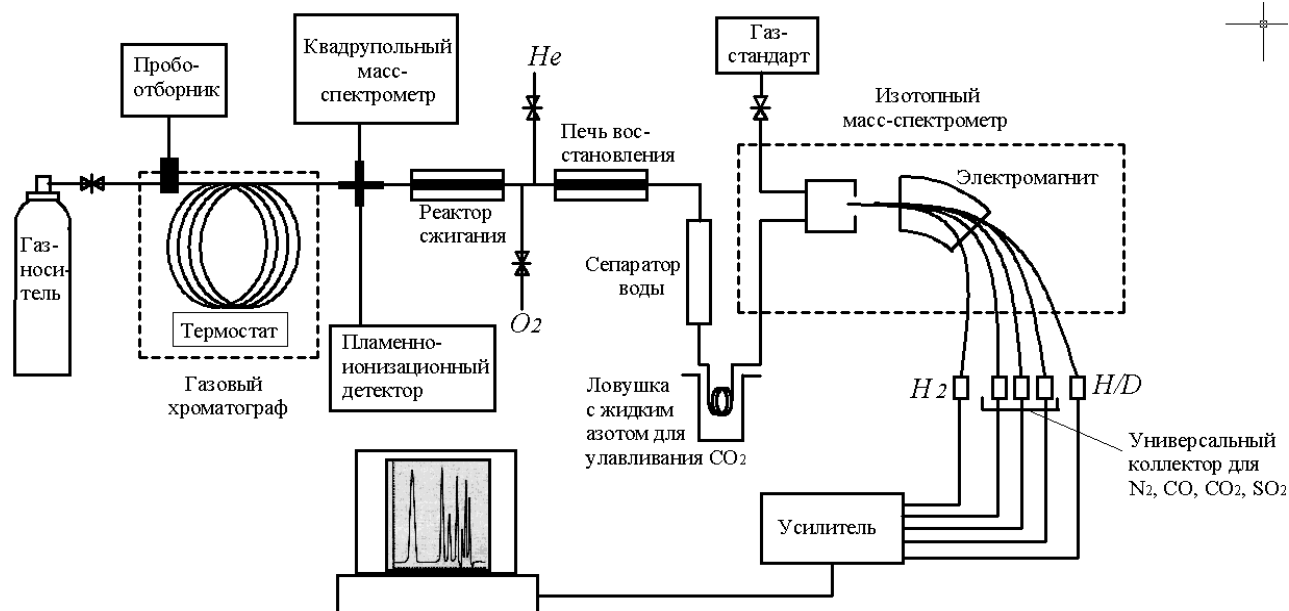 Газ-
стандарт
Квадрупольный
масс-
спектрометр
He
Пробо-
отборник
Изотопный
масс-спектрометр
Печь вос-
становления
Электромагнит
Реактор
сжигания
Газ-
носи-
тель
Сепаратор
воды
O2
Термостат
Пламенно-
ионизационный
детектор
Газовый
хроматограф
Ловушка
с жидким
азотом для
улавливания CO2
H 2
H/D
Универсальный
коллектор для
N2, CO, CO2, SO2
Усилитель